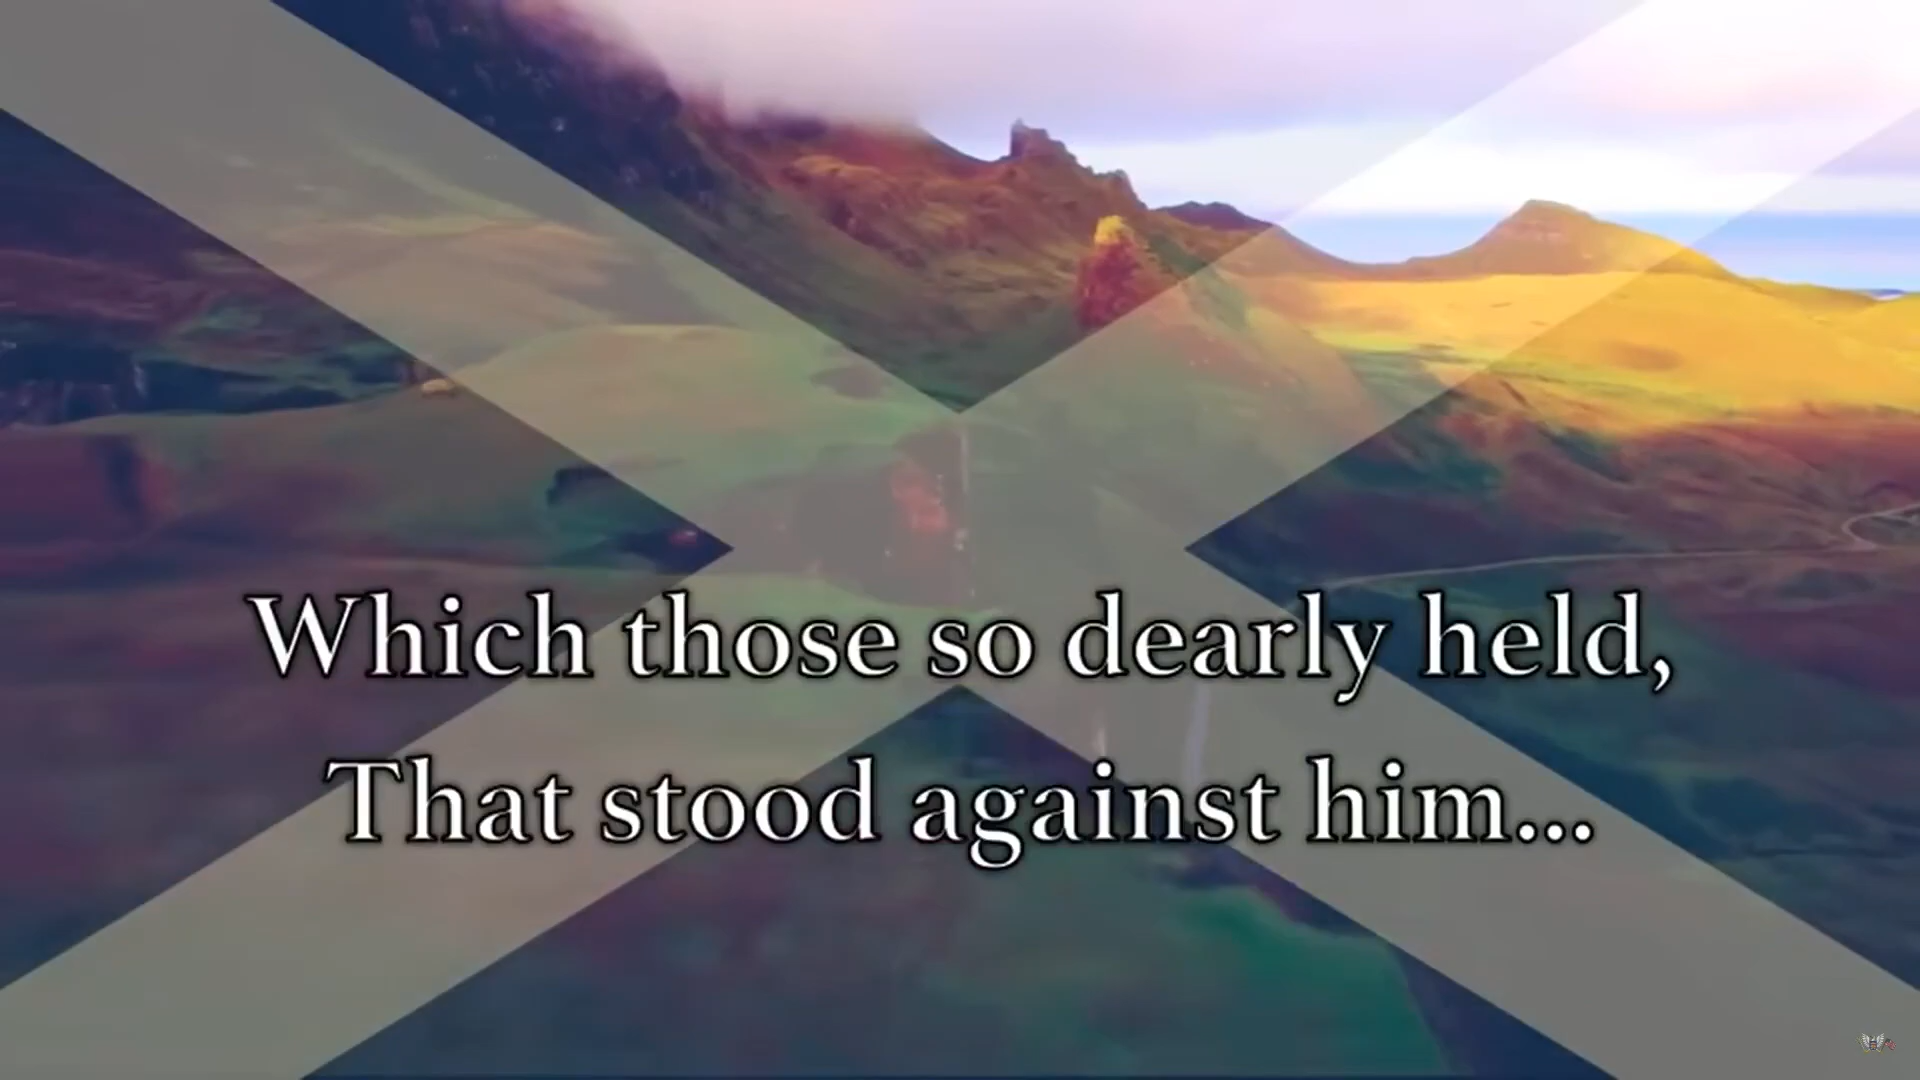 Which those so dearly held,
That stood against him...